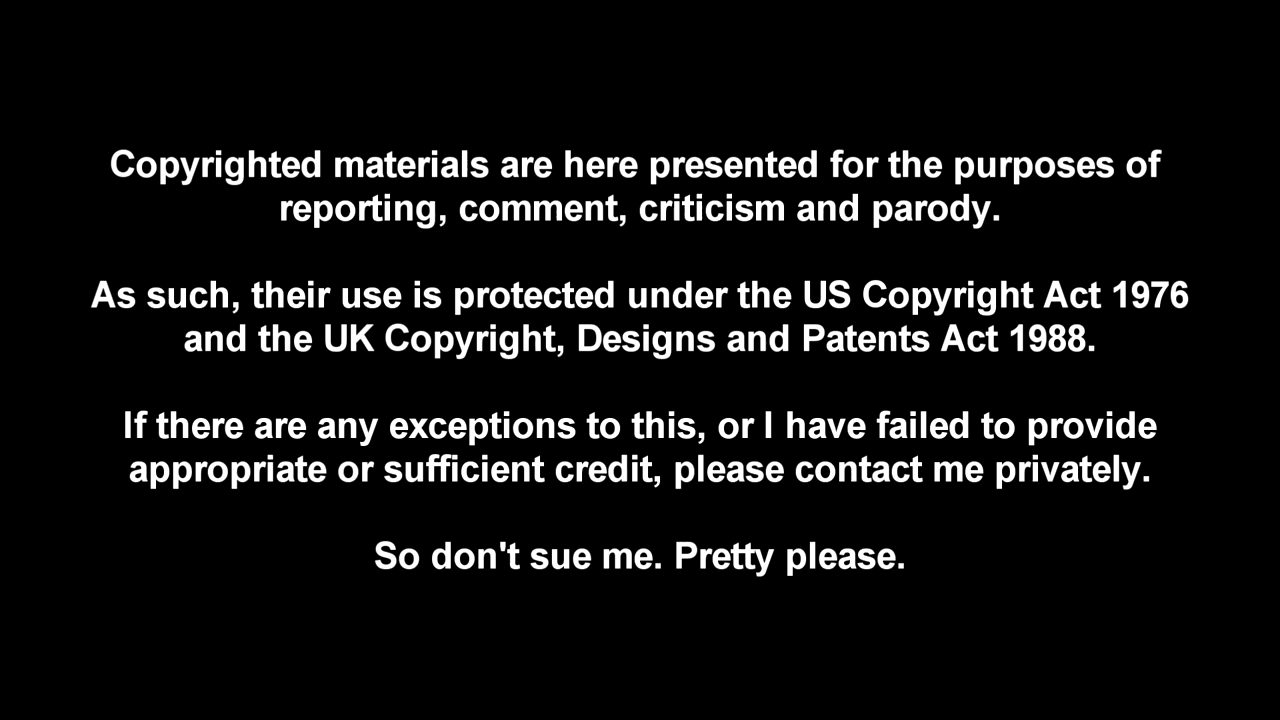 Copyrighted materials are here presented for the purposes of
reporting, comment, criticism and parody.
As such, their use is protected under the US Copyright Act 1976
and the UK Copyright, Designs and Patents Act 1988.
If there are any exceptions to this, or I have failed to provide
appropriate or sufficient credit, please contact me privately.
So don't sue me. Pretty please.